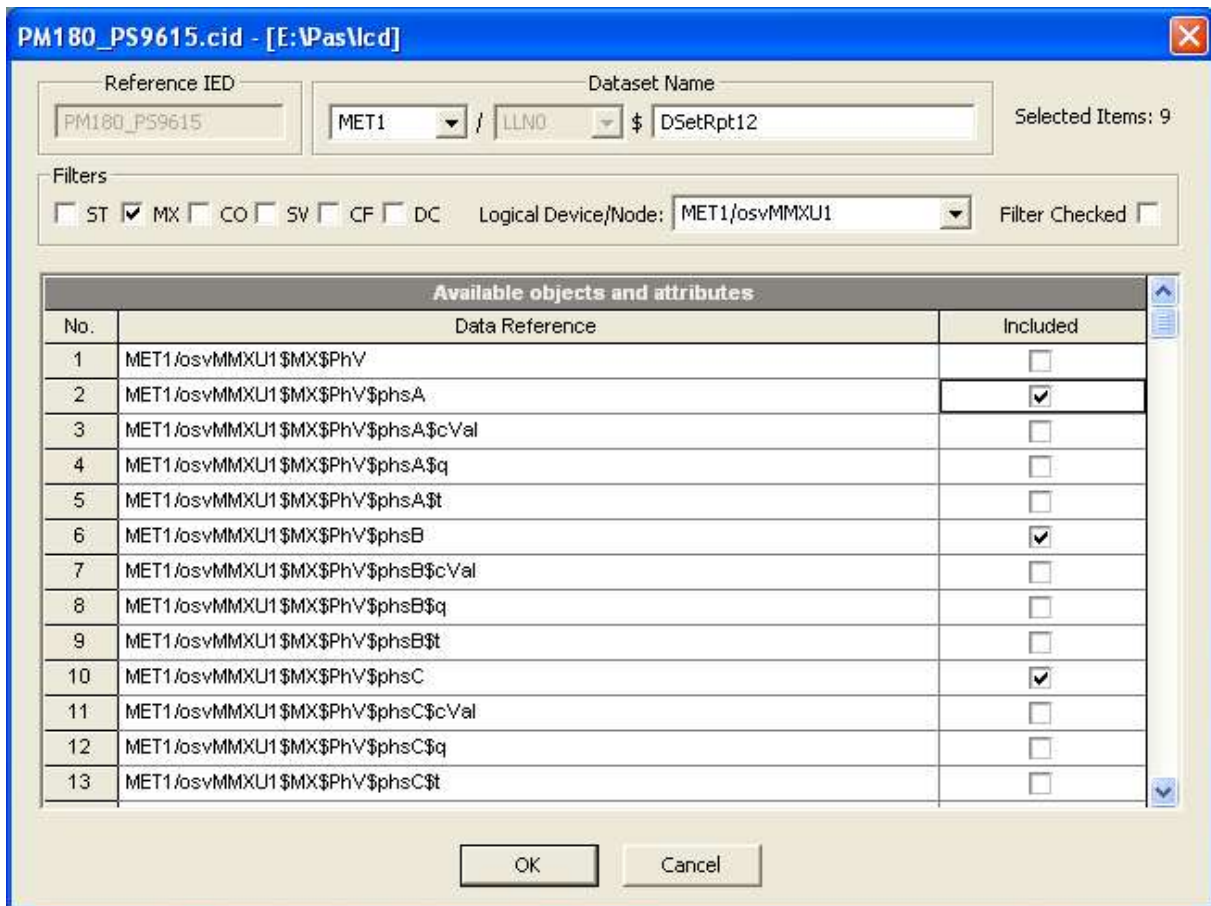 PM180_PS9615.cid - [E:\Pas\Icd]
Reference IED
Dataset Name
PM180_PS9615
MET1 / LLN0 $ DSetRpt12
Selected Items: 9
Filters
ST MX CO SV CF DC Logical Device/Node: MET1/osvMMXU1 Filter Checked
Available objects and attributes
No. Data Reference Included
1 MET1/osvMMXU1$MX$PhV
2 MET1/osvMMXU1$MX$PhV$phsA
3 MET1/osvMMXU1$MX$PhV$phsA$cVal
4 MET1/osvMMXU1$MX$PhV$phsA$q
5 MET1/osvMMXU1$MX$PhV$phsA$t
6 MET1/osvMMXU1$MX$PhV$phsB
7 MET1/osvMMXU1$MX$PhV$phsB$cVal
8 MET1/osvMMXU1$MX$PhV$phsB$q
9 MET1/osvMMXU1$MX$PhV$phsB$t
10 MET1/osvMMXU1$MX$PhV$phsC
11 MET1/osvMMXU1$MX$PhV$phsC$cVal
12 MET1/osvMMXU1$MX$PhV$phsC$q
13 MET1/osvMMXU1$MX$PhV$phsC$t
OK Cancel